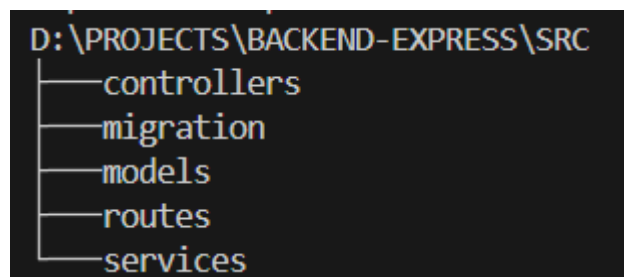 D:\PROJECTS\BACKEND-EXPRESS\SRC
├───controllers
├───migration
├───models
├───routes
└───services